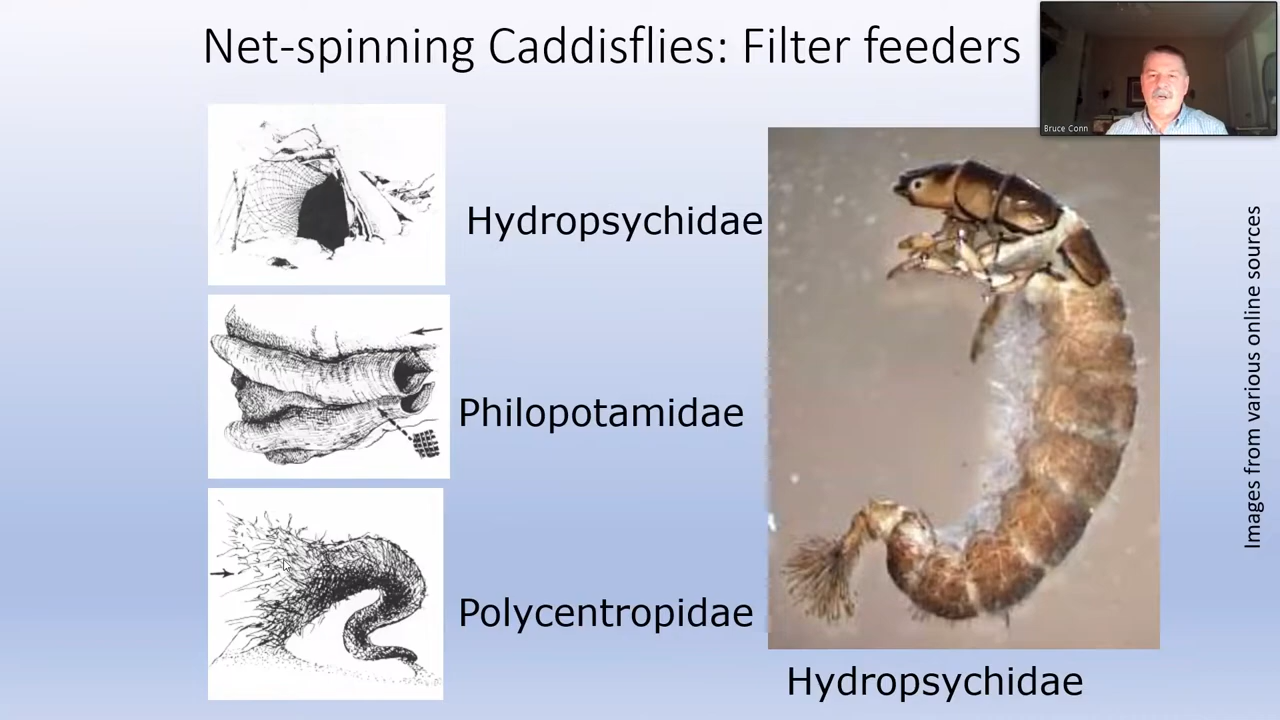 Net-spinning Caddisflies: Filter feeders
Bruce Conn
Hydropsychidae
Philopotamidae
Polycentropidae
Hydropsychidae
Images from various online sources